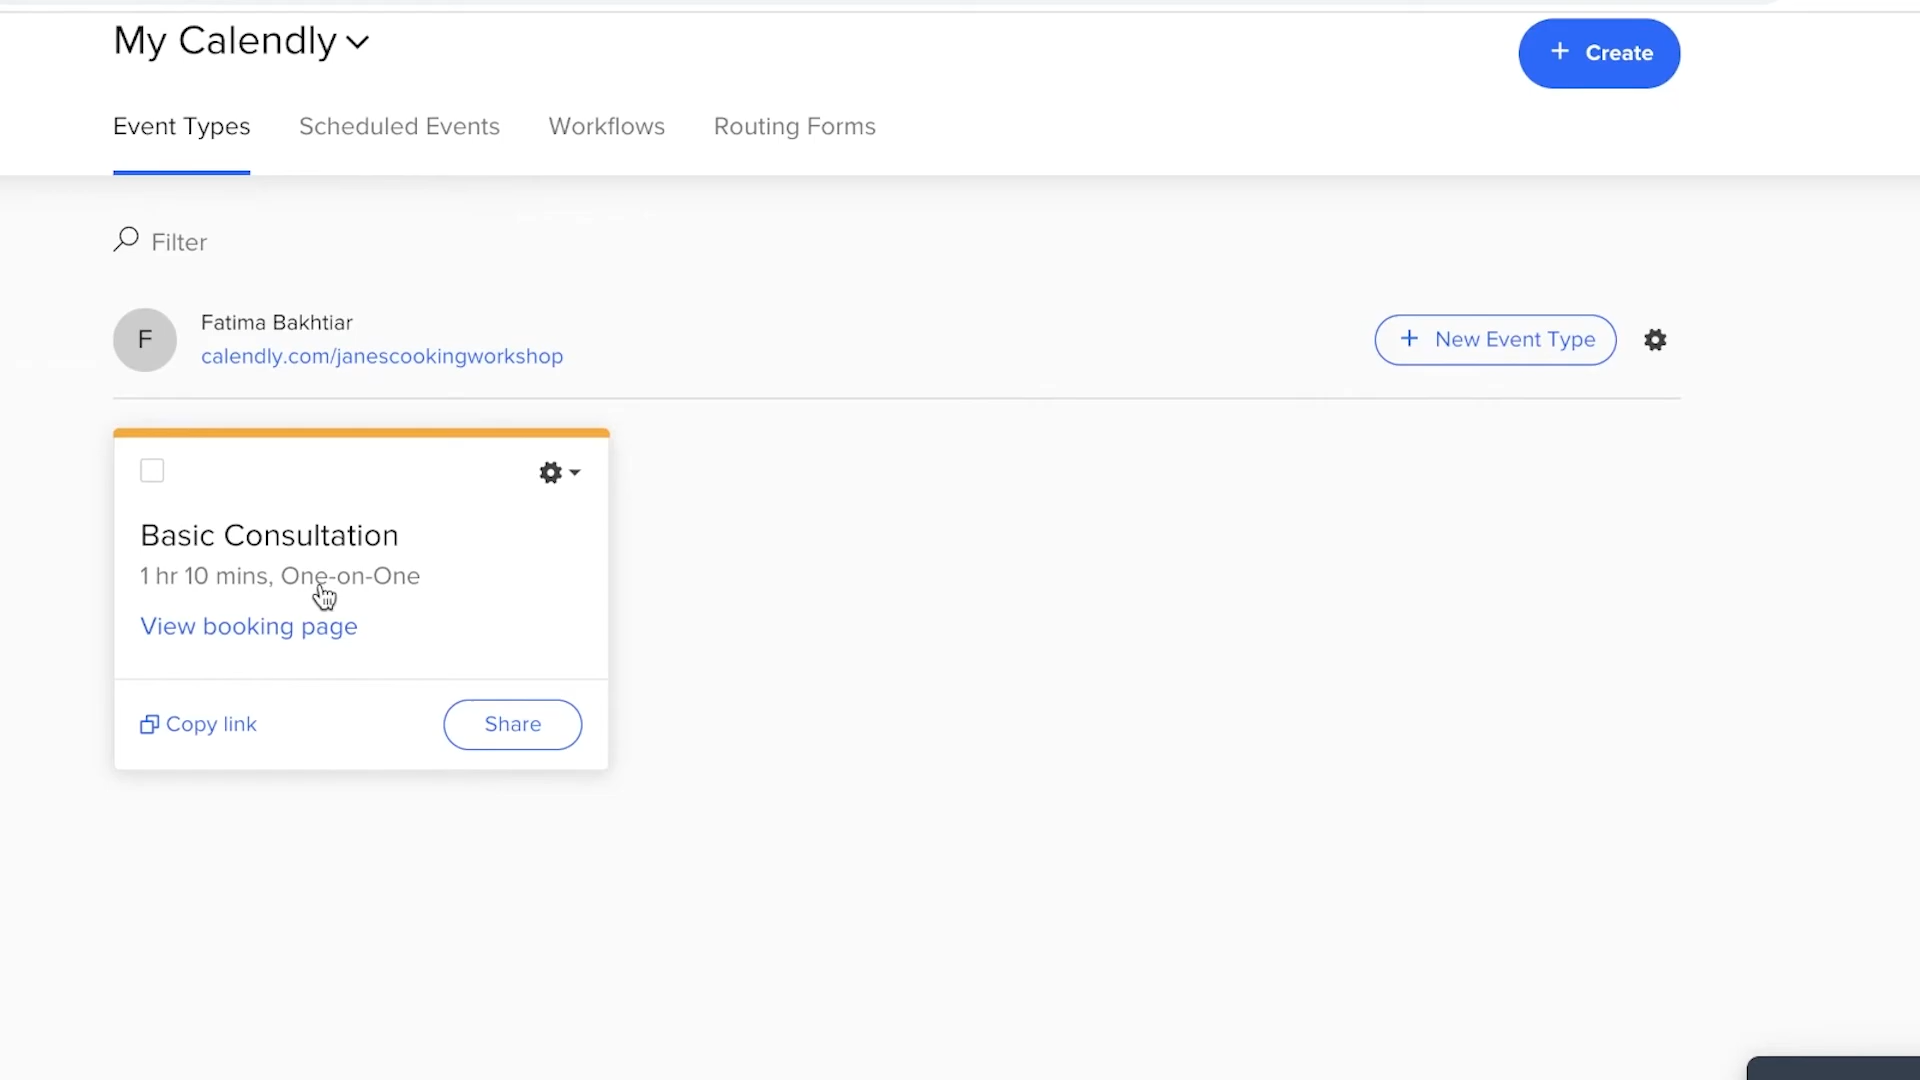 My Calendly
+ Create
Event Types Scheduled Events Workflows Routing Forms
Filter
F
Fatima Bakhtiar
calendly.com/janescookingworkshop
+ New Event Type
Basic Consultation
1 hr 10 mins, One-on-One
View booking page
Copy link
Share